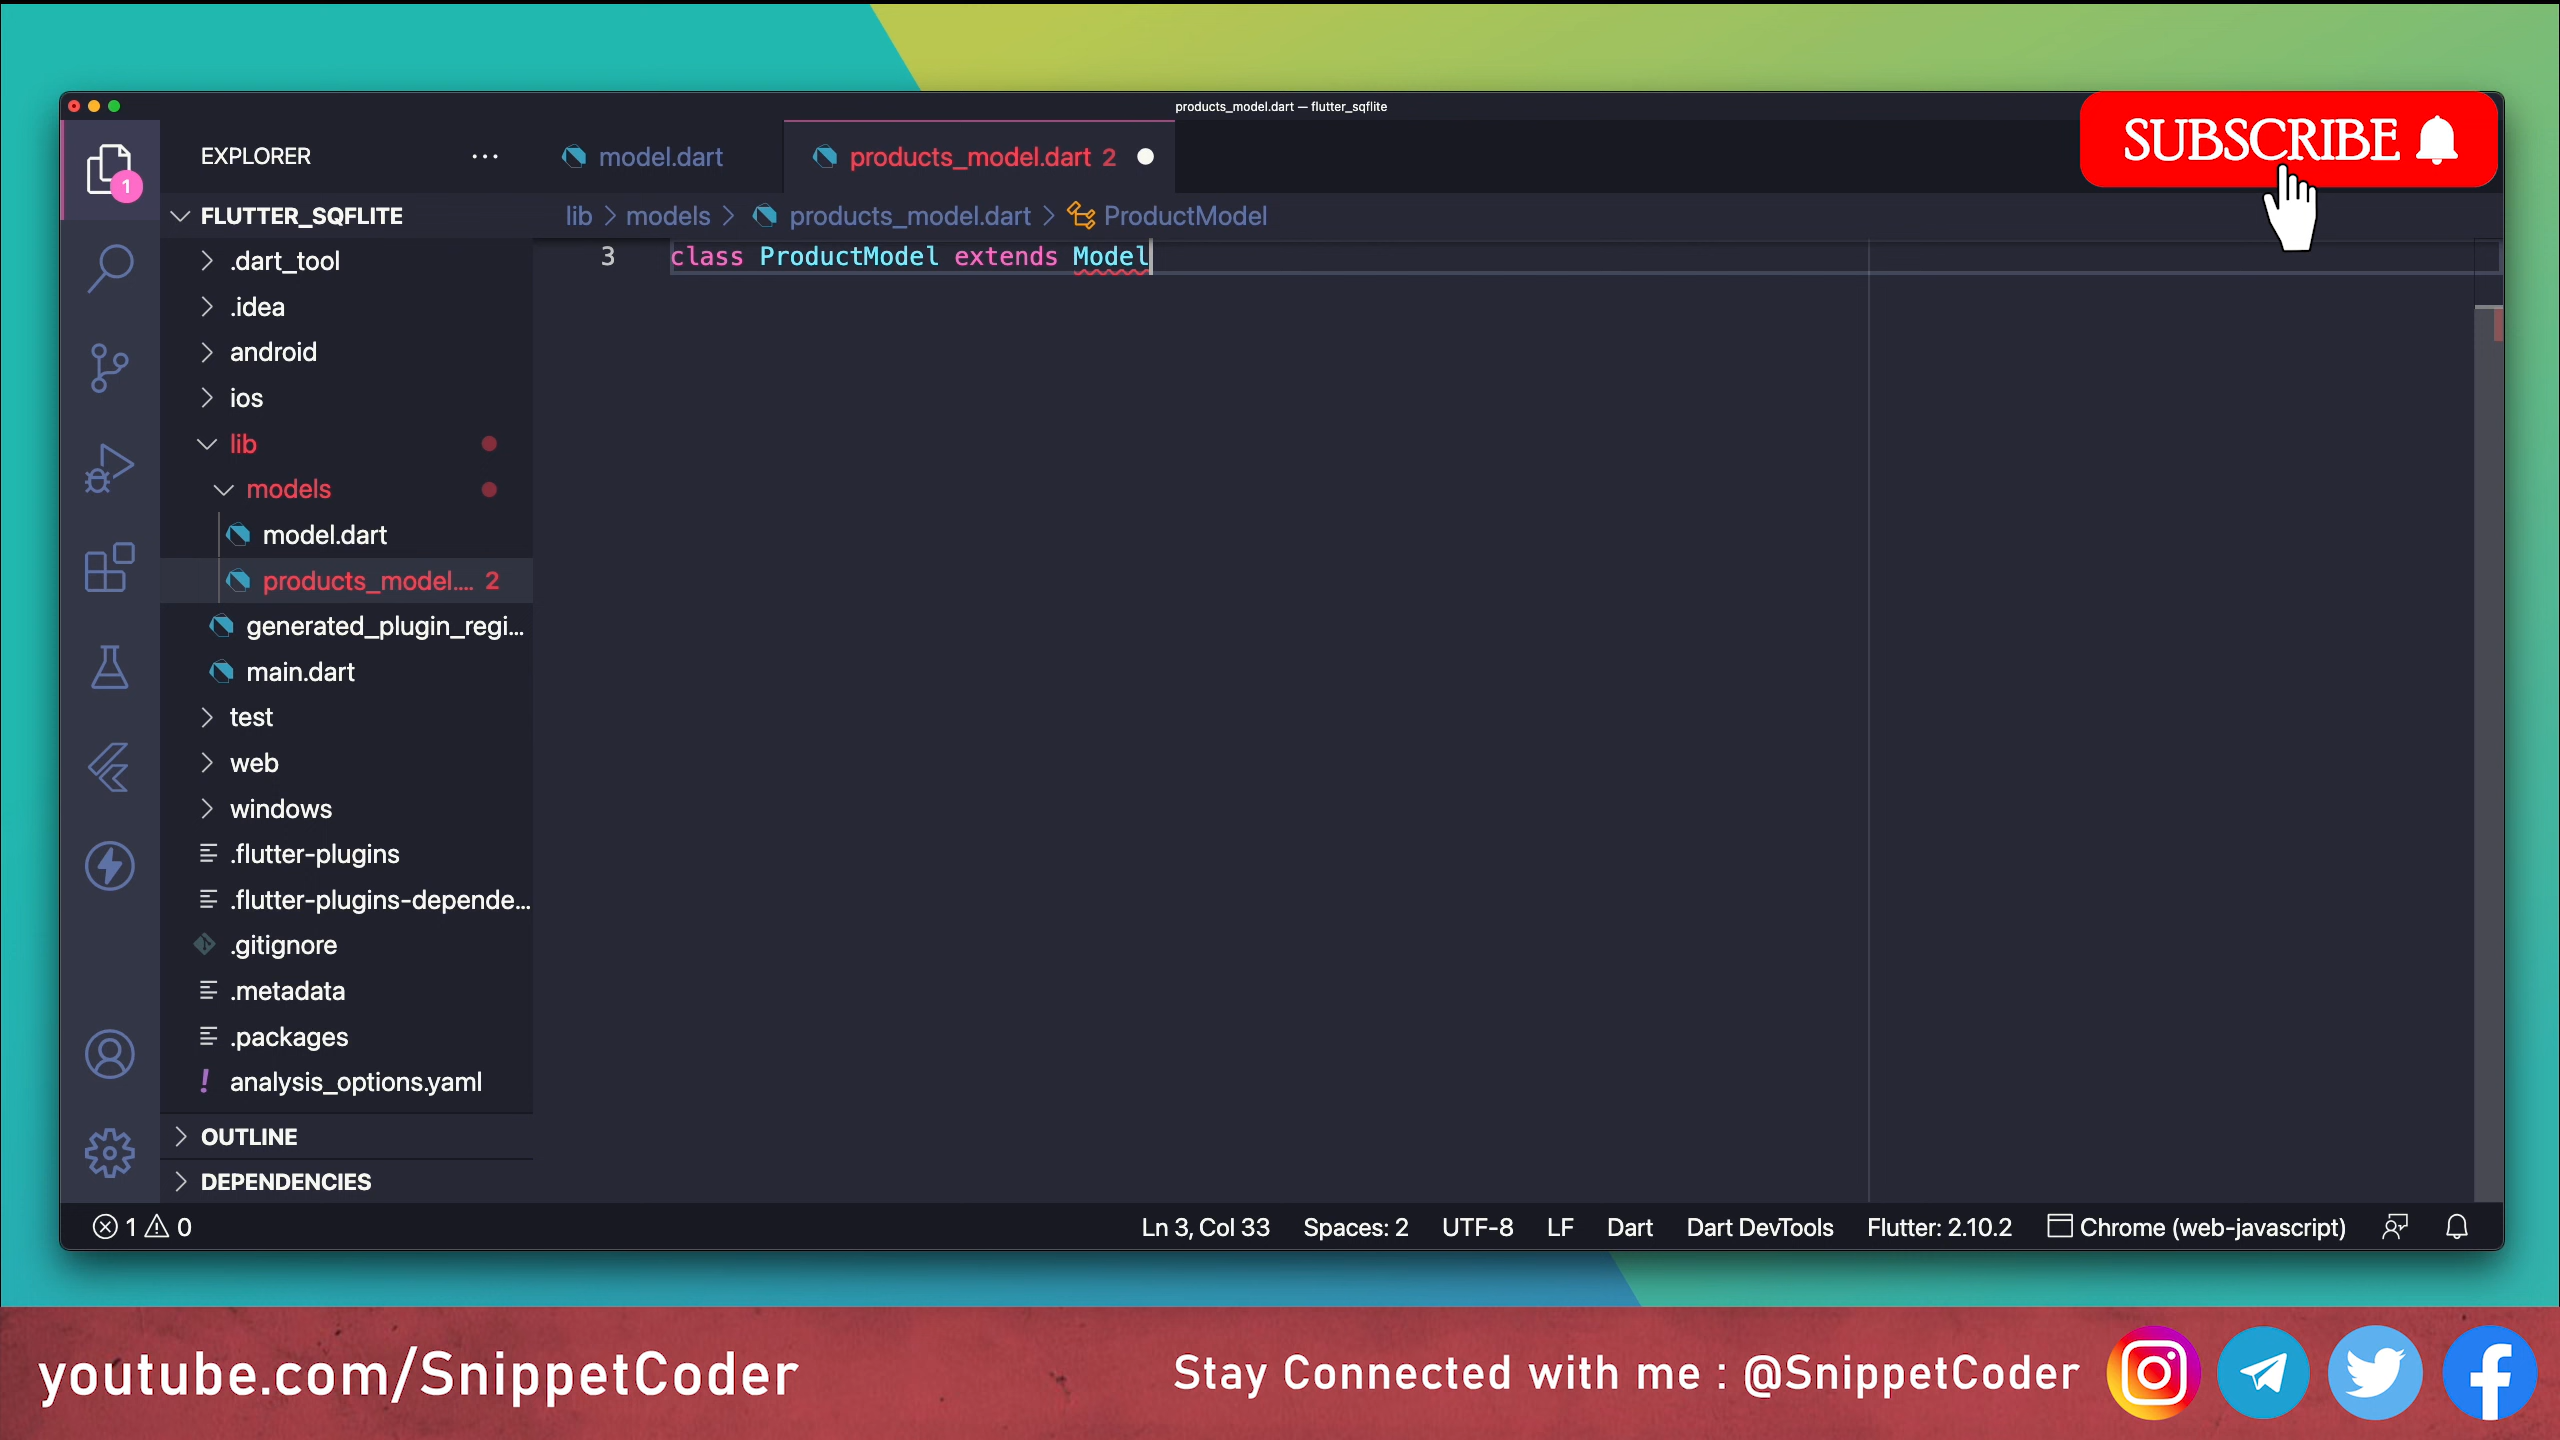 products_model.dart — flutter_sqflite
SUBSCRIBE
EXPLORER
model.dart
products_model.dart 2
1
FLUTTER_SQFLITE
lib > models > products_model.dart > ProductModel
3 class ProductModel extends Model
.dart_tool
.idea
android
ios
lib
models
model.dart
products_model.... 2
generated_plugin_regi...
main.dart
test
web
windows
.flutter-plugins
.flutter-plugins-depende...
.gitignore
.metadata
.packages
! analysis_options.yaml
OUTLINE
DEPENDENCIES
1 0 Ln 3, Col 33 Spaces: 2 UTF-8 LF Dart Dart DevTools Flutter: 2.10.2 Chrome (web-javascript)
youtube.com/SnippetCoder
Stay Connected with me : @SnippetCoder